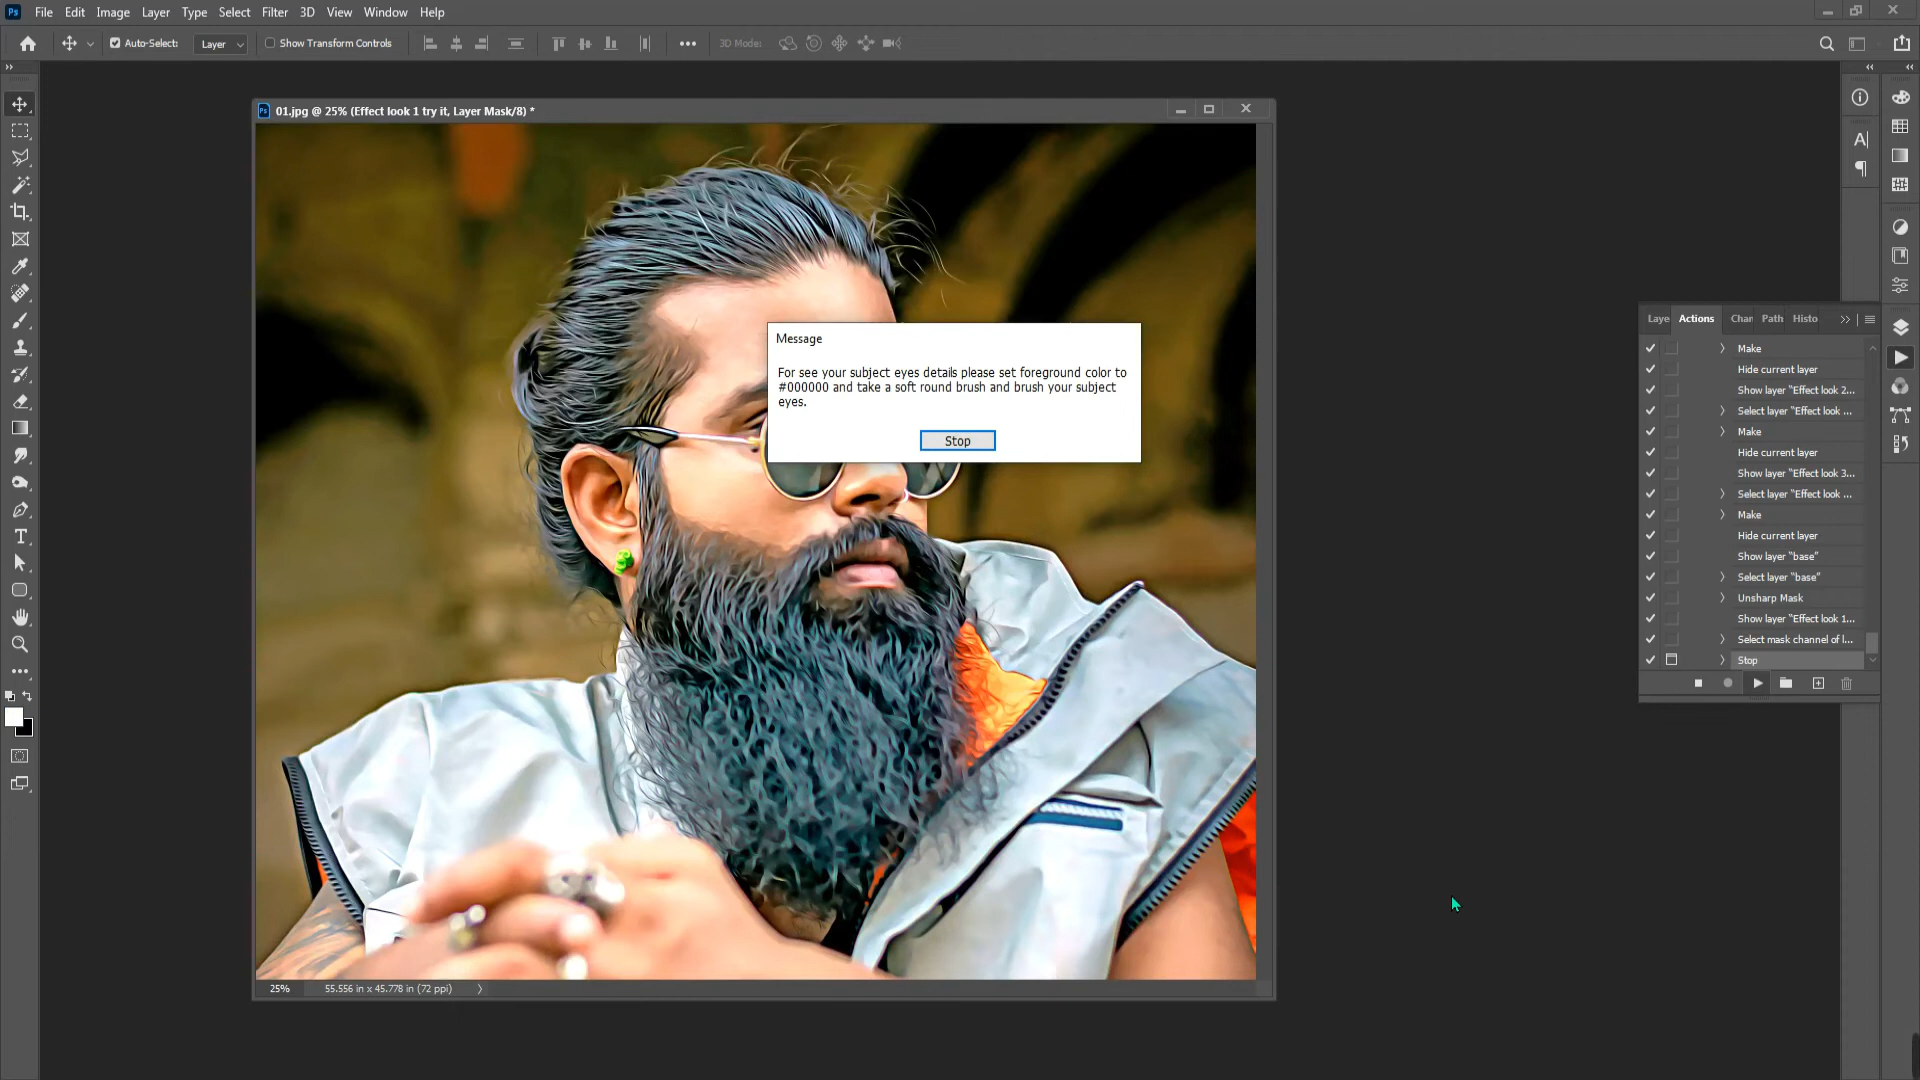 Ps File Edit Image Layer Type Select Filter 3D View Window Help
Auto-Select: Layer Show Transform Controls 3D Mode:
Ps 01.jpg @ 25% (Effect look 1 try it, Layer Mask/8) *
Message
For see your subject eyes details please set foreground color to
#000000 and take a soft round brush and brush your subject
eyes.
Stop
25% 55.556 in x 45.778 in (72 ppi)
Laye Actions Chan Path Histo
Make
Hide current layer
Show layer "Effect look 2...
Select layer "Effect look ...
Make
Hide current layer
Show layer "Effect look 3...
Select layer "Effect look ...
Make
Hide current layer
Show layer "base"
Select layer "base"
Unsharp Mask
Show layer "Effect look 1...
Select mask channel of l...
Stop